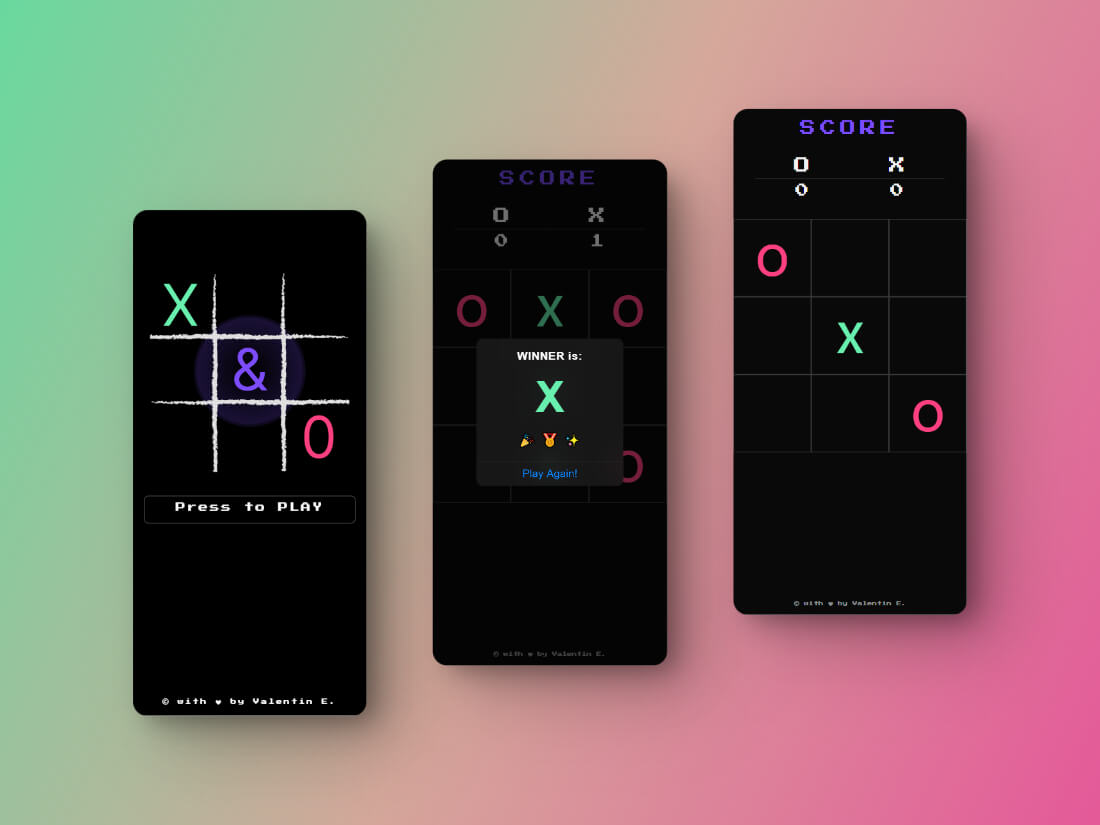 X
&
O
Press to PLAY
© with ♥ by Valentin E.
SCORE
O X
0 1
O X O
WINNER is:
X
🎉 🏅 ✨
O
Play Again!
© with ♥ by Valentin E.
SCORE
O X
0 0
O
X
O
© with ♥ by Valentin E.